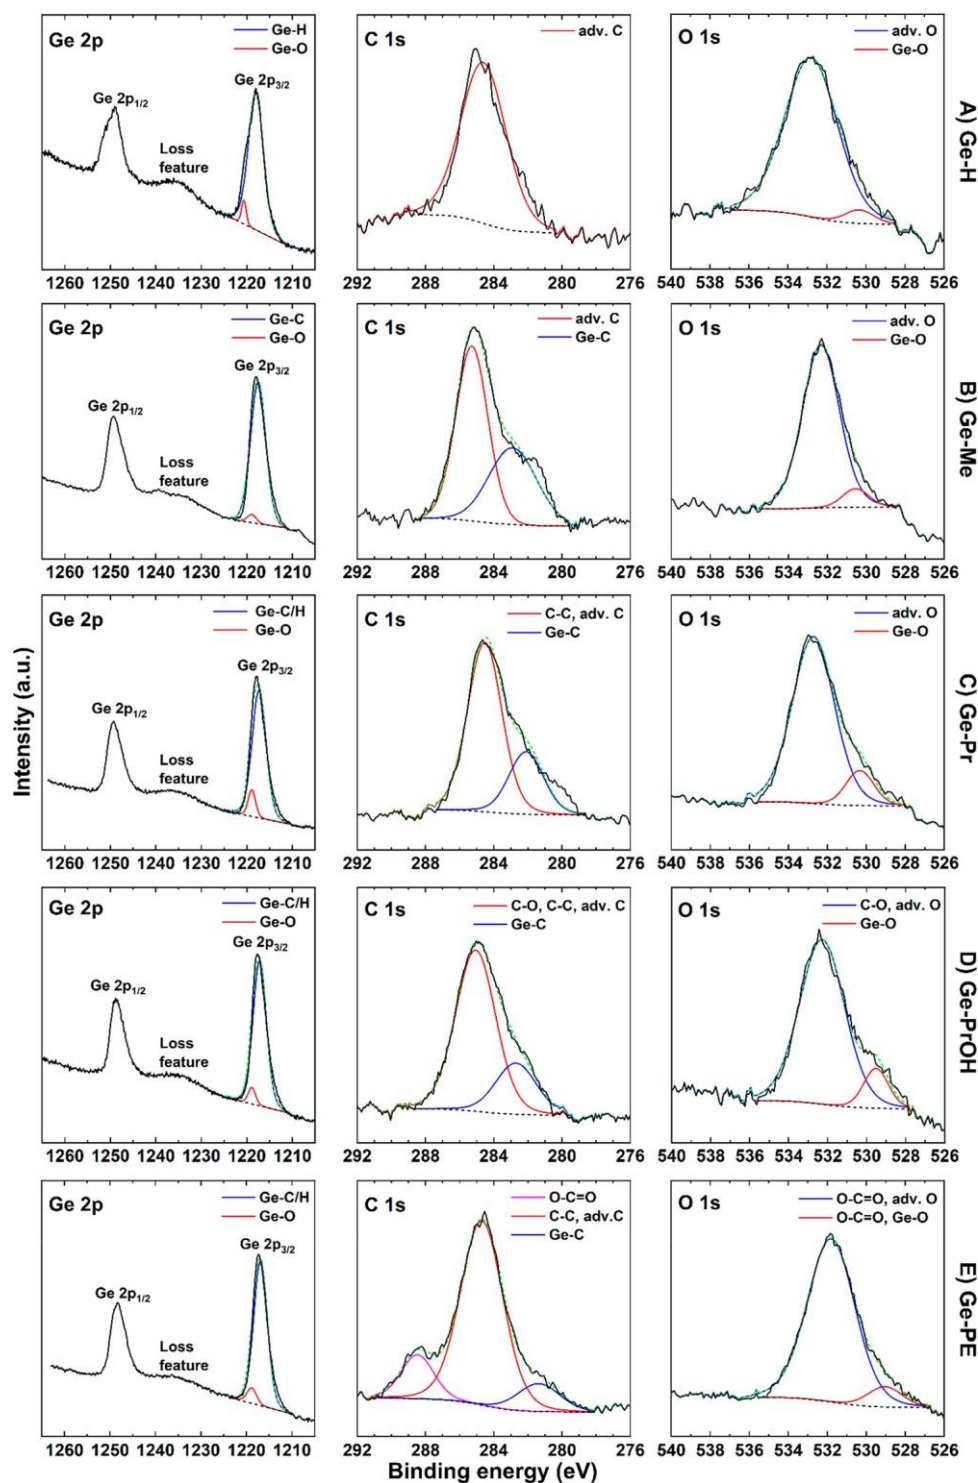 Ge 2p
Ge-H
Ge-O
Ge 2p3/2
Ge 2p1/2
Loss
feature
1260 1250 1240 1230 1220 1210
C 1s
adv. C
292 288 284 280 276
O 1s
adv. O
Ge-O
540 538 536 534 532 530 528 526
A) Ge-H
Ge 2p
Ge-C
Ge-O
Ge 2p3/2
Ge 2p1/2
Loss
feature
1260 1250 1240 1230 1220 1210
C 1s
adv. C
Ge-C
292 288 284 280 276
O 1s
adv. O
Ge-O
540 538 536 534 532 530 528 526
B) Ge-Me
Intensity (a.u.)
Ge 2p
Ge-C/H
Ge-O
Ge 2p3/2
Ge 2p1/2
Loss
feature
1260 1250 1240 1230 1220 1210
C 1s
C-C, adv. C
Ge-C
292 288 284 280 276
O 1s
adv. O
Ge-O
540 538 536 534 532 530 528 526
C) Ge-Pr
Ge 2p
Ge-C/H
Ge-O
Ge 2p3/2
Ge 2p1/2
Loss
feature
1260 1250 1240 1230 1220 1210
C 1s
C-O, C-C, adv. C
Ge-C
292 288 284 280 276
O 1s
C-O, adv. O
Ge-O
540 538 536 534 532 530 528 526
D) Ge-PrOH
Ge 2p
Ge-C/H
Ge-O
Ge 2p3/2
Ge 2p1/2
Loss
feature
1260 1250 1240 1230 1220 1210
C 1s
O-C=O
C-C, adv.C
Ge-C
292 288 284 280 276
O 1s
O-C=O, adv. O
O-C=O, Ge-O
540 538 536 534 532 530 528 526
E) Ge-PE
Binding energy (eV)